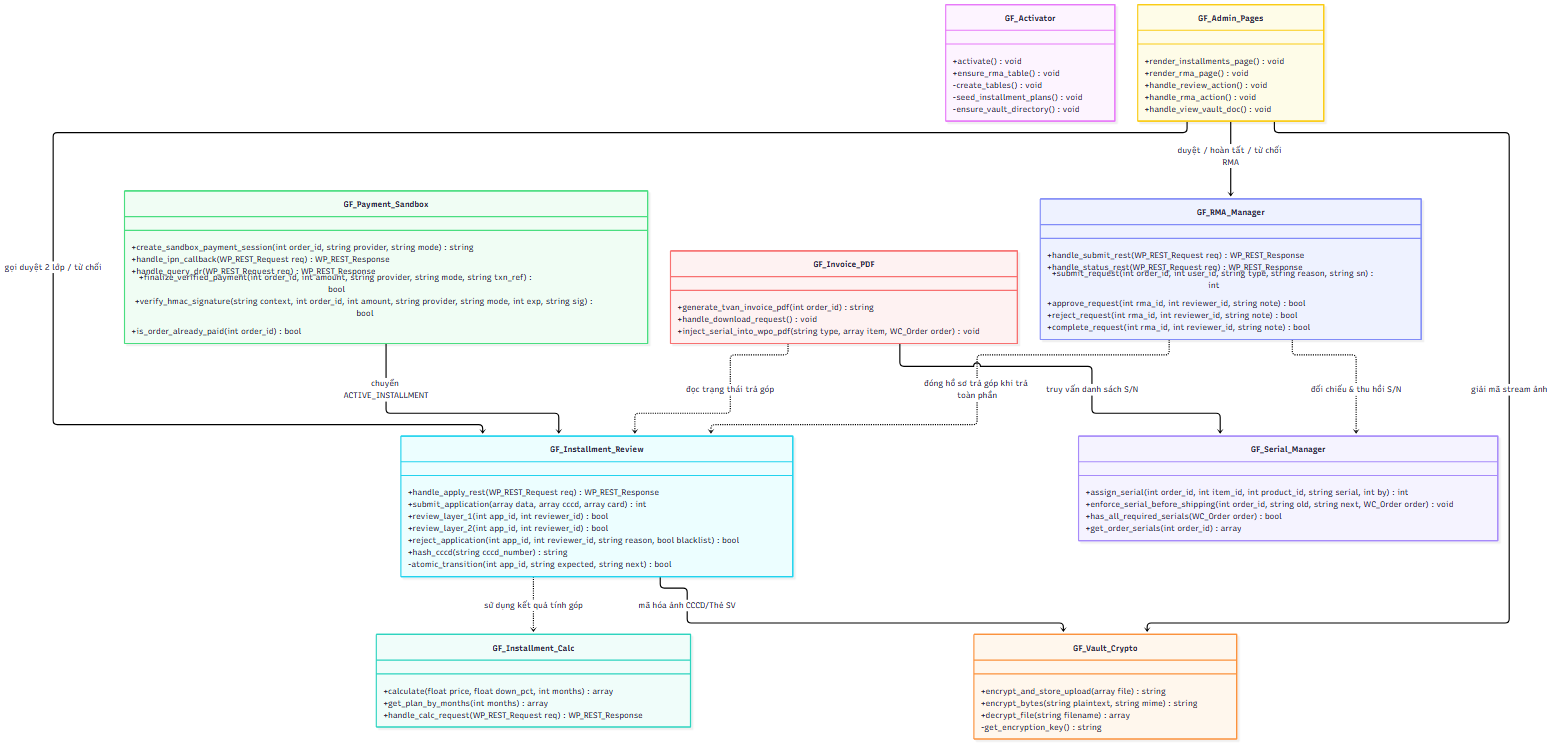 GF_Activator
+activate() : void
+ensure_rma_table() : void
-create_tables() : void
-seed_installment_plans() : void
-ensure_vault_directory() : void
GF_Admin_Pages
+render_installments_page() : void
+render_rma_page() : void
+handle_review_action() : void
+handle_rma_action() : void
+handle_view_vault_doc() : void
gọi duyệt 2 lớp / từ chối
duyệt / hoàn tất / từ chối
RMA
giải mã stream ảnh
GF_Payment_Sandbox
+create_sandbox_payment_session(int order_id, string provider, string mode) : string
+handle_ipn_callback(WP_REST_Request req) : WP_REST_Response
+handle_query_dr(WP_REST_Request req) : WP_REST_Response
+finalize_verified_payment(int order_id, int amount, string provider, string mode, string txn_ref) :
bool
+verify_hmac_signature(string context, int order_id, int amount, string provider, string mode, int exp, string sig) :
bool
+is_order_already_paid(int order_id) : bool
GF_Invoice_PDF
+generate_tvan_invoice_pdf(int order_id) : string
+handle_download_request() : void
+inject_serial_into_wpo_pdf(string type, array item, WC_Order order) : void
GF_RMA_Manager
+handle_submit_rest(WP_REST_Request req) : WP_REST_Response
+handle_status_rest(WP_REST_Request req) : WP_REST_Response
+submit_request(int order_id, int user_id, string type, string reason, string sn) :
int
+approve_request(int rma_id, int reviewer_id, string note) : bool
+reject_request(int rma_id, int reviewer_id, string note) : bool
+complete_request(int rma_id, int reviewer_id, string note) : bool
chuyển
ACTIVE_INSTALLMENT
đọc trạng thái trả góp
đóng hồ sơ trả góp khi trả
toàn phần
truy vấn danh sách S/N
đối chiếu & thu hồi S/N
GF_Installment_Review
+handle_apply_rest(WP_REST_Request req) : WP_REST_Response
+submit_application(array data, array cccd, array card) : int
+review_layer_1(int app_id, int reviewer_id) : bool
+review_layer_2(int app_id, int reviewer_id) : bool
+reject_application(int app_id, int reviewer_id, string reason, bool blacklist) : bool
+hash_cccd(string cccd_number) : string
-atomic_transition(int app_id, string expected, string next) : bool
GF_Serial_Manager
+assign_serial(int order_id, int item_id, int product_id, string serial, int by) : int
+enforce_serial_before_shipping(int order_id, string old, string next, WC_Order order) : void
+has_all_required_serials(WC_Order order) : bool
+get_order_serials(int order_id) : array
sử dụng kết quả tính góp
mã hóa ảnh CCCD/Thẻ SV
GF_Installment_Calc
+calculate(float price, float down_pct, int months) : array
+get_plan_by_months(int months) : array
+handle_calc_request(WP_REST_Request req) : WP_REST_Response
GF_Vault_Crypto
+encrypt_and_store_upload(array file) : string
+encrypt_bytes(string plaintext, string mime) : string
+decrypt_file(string filename) : array
-get_encryption_key() : string